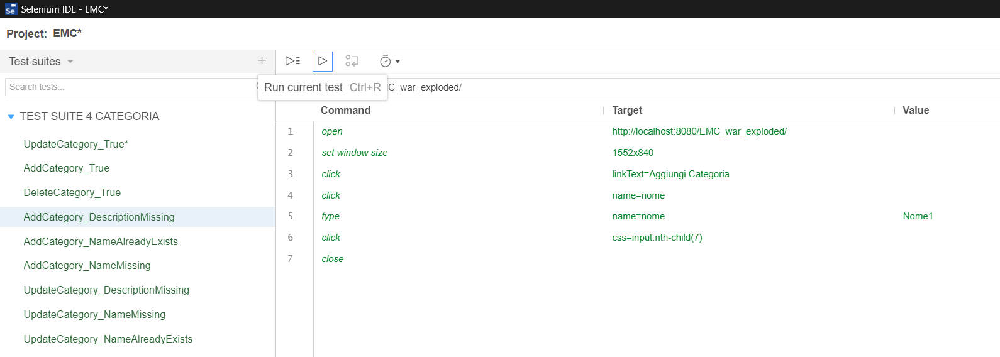 Selenium IDE - EMC*
Project: EMC*
Test suites
Search tests...
Run current test Ctrl+R
C_war_exploded/
TEST SUITE 4 CATEGORIA
UpdateCategory_True*
AddCategory_True
DeleteCategory_True
AddCategory_DescriptionMissing
AddCategory_NameAlreadyExists
AddCategory_NameMissing
UpdateCategory_DescriptionMissing
UpdateCategory_NameMissing
UpdateCategory_NameAlreadyExists
Command Target Value
1 open http://localhost:8080/EMC_war_exploded/
2 set window size 1552x840
3 click linkText=Aggiungi Categoria
4 click name=nome
5 type name=nome Nome1
6 click css=input:nth-child(7)
7 close